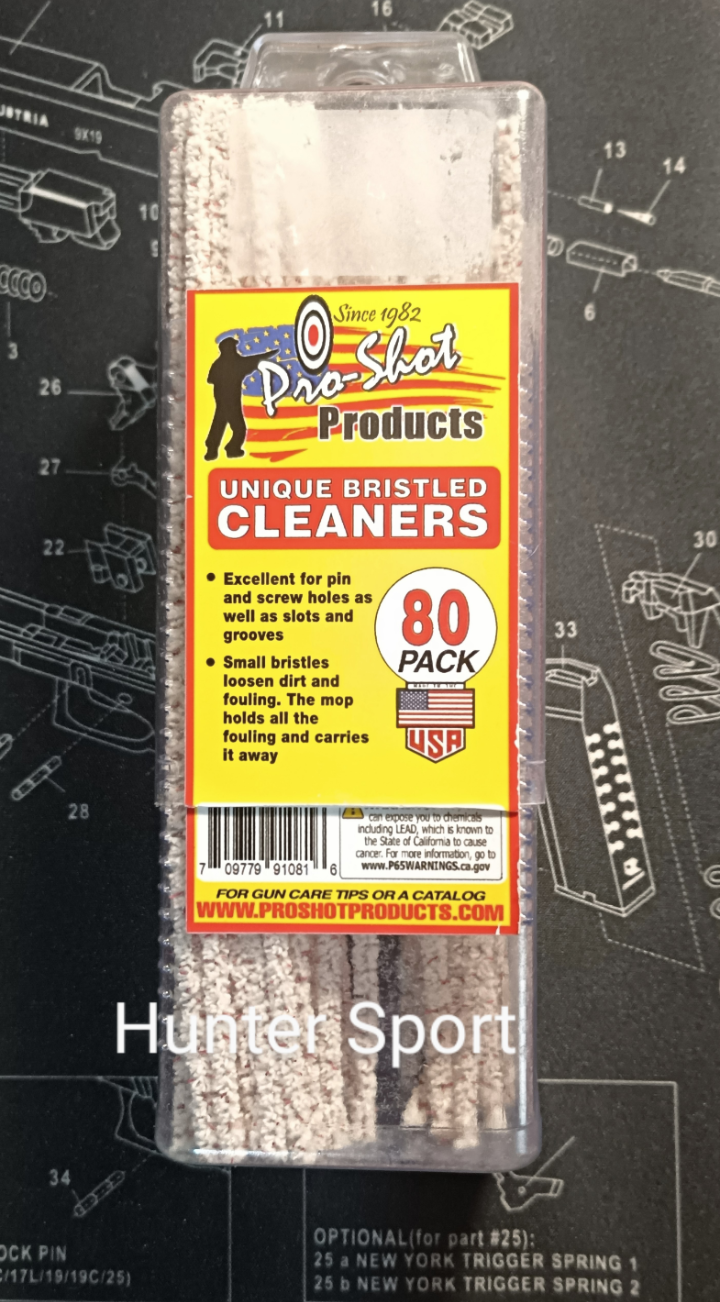 16
11
USTRIA
9X19
13
14
10
9
6
3
26
27
22
30
33
28
34
Since 1982
Pro-Shot
Products
UNIQUE BRISTLED
CLEANERS
• Excellent for pin
and screw holes as
well as slots and
grooves
• Small bristles
loosen dirt and
fouling. The mop
holds all the
fouling and carries
it away
80
PACK
USA
can expose you to chemicals
including LEAD, which is known to
the State of California to cause
cancer. For more information, go to
www.P65WARNINGS.ca.gov
7 09779 91081 6
FOR GUN CARE TIPS OR A CATALOG
WWW.PROSHOTPRODUCTS.COM
Hunter Sport
OCK PIN
C/17L/19/19C/25)
OPTIONAL(for part #25):
25 a NEW YORK TRIGGER SPRING 1
25 b NEW YORK TRIGGER SPRING 2